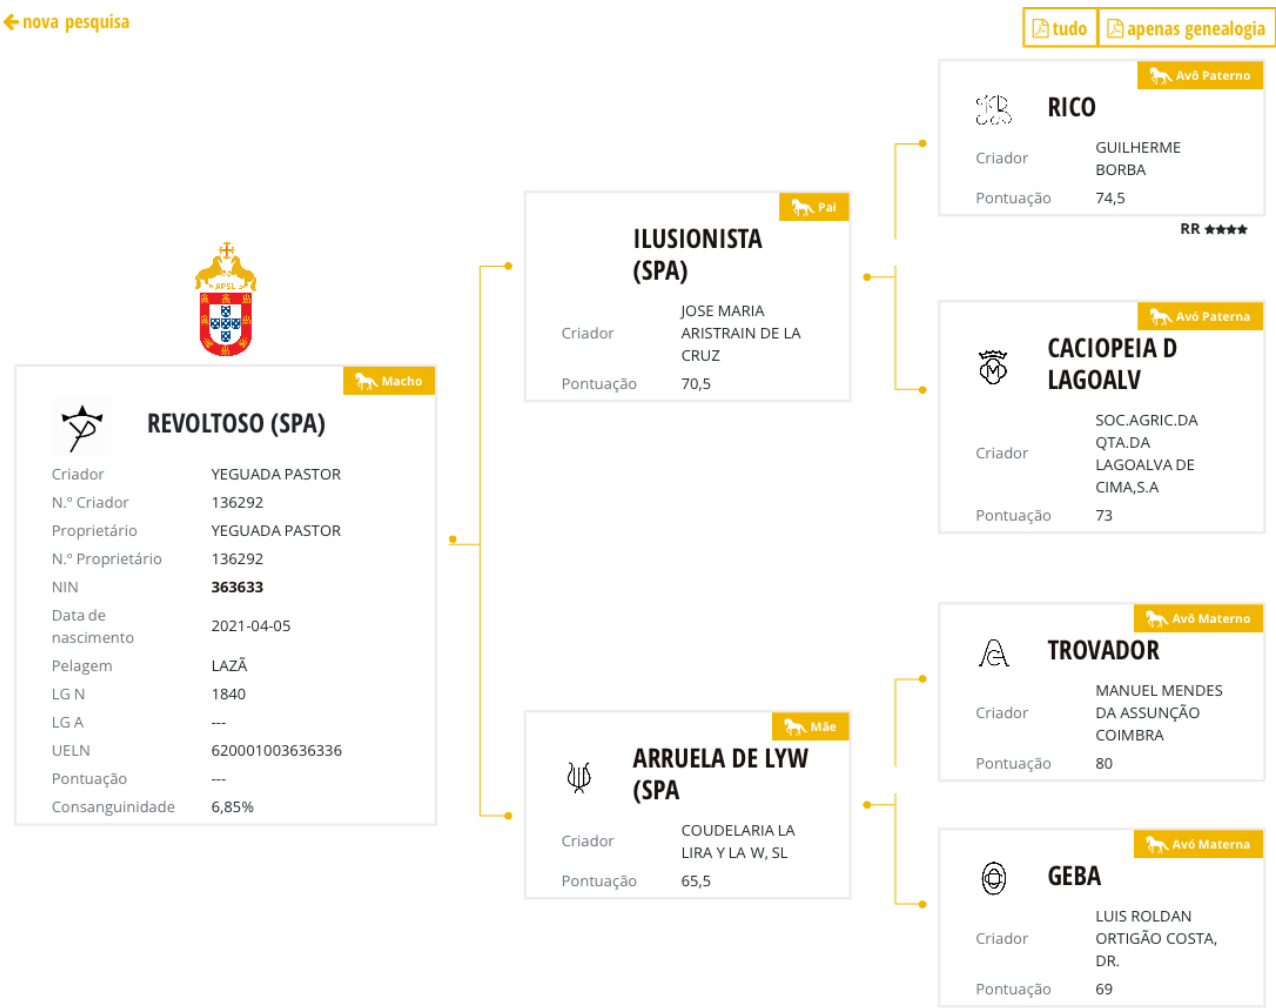 nova pesquisa
tudo
apenas genealogia
APSL
Macho
REVOLTOSO (SPA)
Criador YEGUADA PASTOR
N.º Criador 136292
Proprietário YEGUADA PASTOR
N.º Proprietário 136292
NIN 363633
Data de
nascimento 2021-04-05
Pelagem LAZÃ
LG N 1840
LG A ---
UELN 620001003636336
Pontuação ---
Consanguinidade 6,85%
Pai
ILUSIONISTA
(SPA)
Criador JOSE MARIA
ARISTRAIN DE LA
CRUZ
Pontuação 70,5
Mãe
ARRUELA DE LYW
(SPA
Criador COUDELARIA LA
LIRA Y LA W, SL
Pontuação 65,5
Avô Paterno
RICO
Criador GUILHERME
BORBA
Pontuação 74,5
RR ★★★★
Avó Paterna
CACIOPEIA D
LAGOALV
Criador SOC.AGRIC.DA
QTA.DA
LAGOALVA DE
CIMA,S.A
Pontuação 73
Avô Materno
TROVADOR
Criador MANUEL MENDES
DA ASSUNÇÃO
COIMBRA
Pontuação 80
Avó Materna
GEBA
Criador LUIS ROLDAN
ORTIGÃO COSTA,
DR.
Pontuação 69